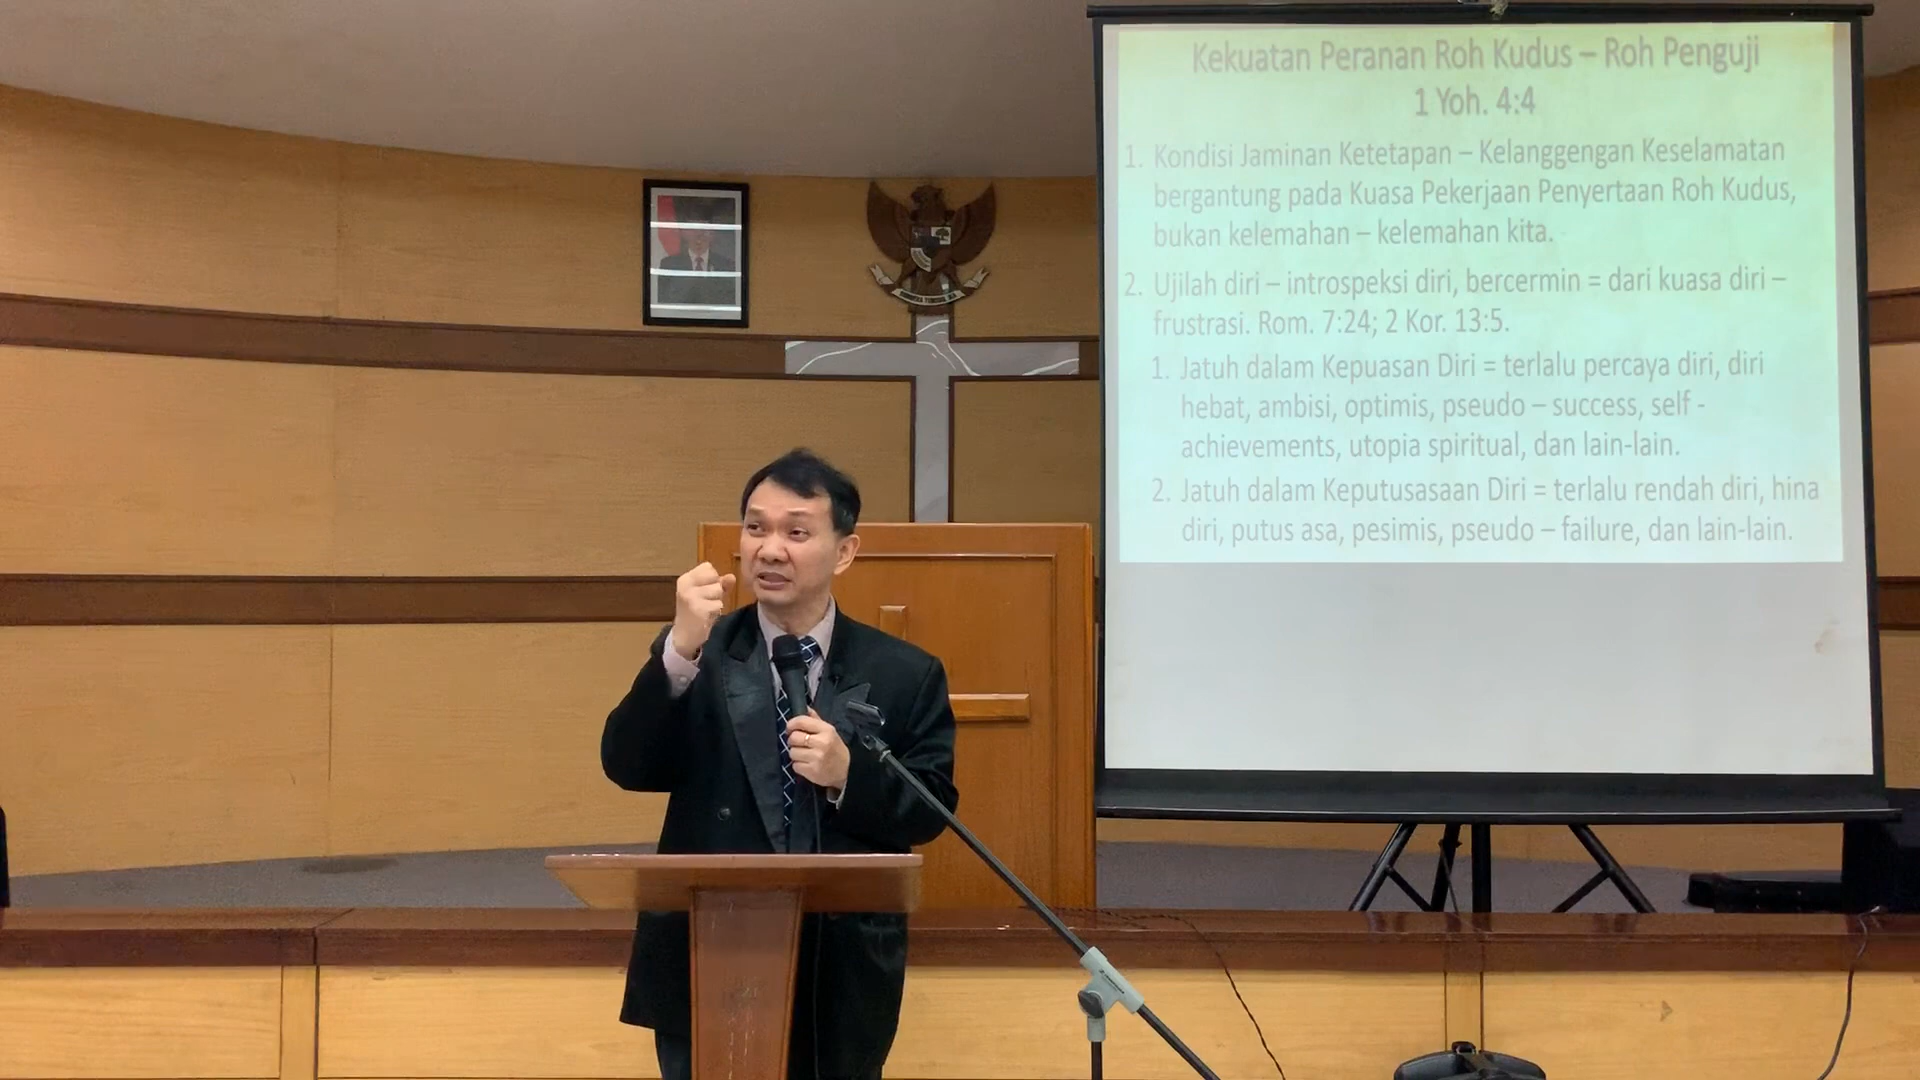 Kekuatan Peranan Roh Kudus – Roh Penguji
1 Yoh. 4:4
1. Kondisi Jaminan Ketetapan – Kelanggengan Keselamatan
bergantung pada Kuasa Pekerjaan Penyertaan Roh Kudus,
bukan kelemahan – kelemahan kita.
2. Ujilah diri – introspeksi diri, bercermin = dari kuasa diri –
frustrasi. Rom. 7:24; 2 Kor. 13:5.
1. Jatuh dalam Kepuasan Diri = terlalu percaya diri, diri
hebat, ambisi, optimis, pseudo – success, self -
achievements, utopia spiritual, dan lain-lain.
2. Jatuh dalam Keputusasaan Diri = terlalu rendah diri, hina
diri, putus asa, pesimis, pseudo – failure, dan lain-lain.
BHINNEKA TUNGGAL IKA